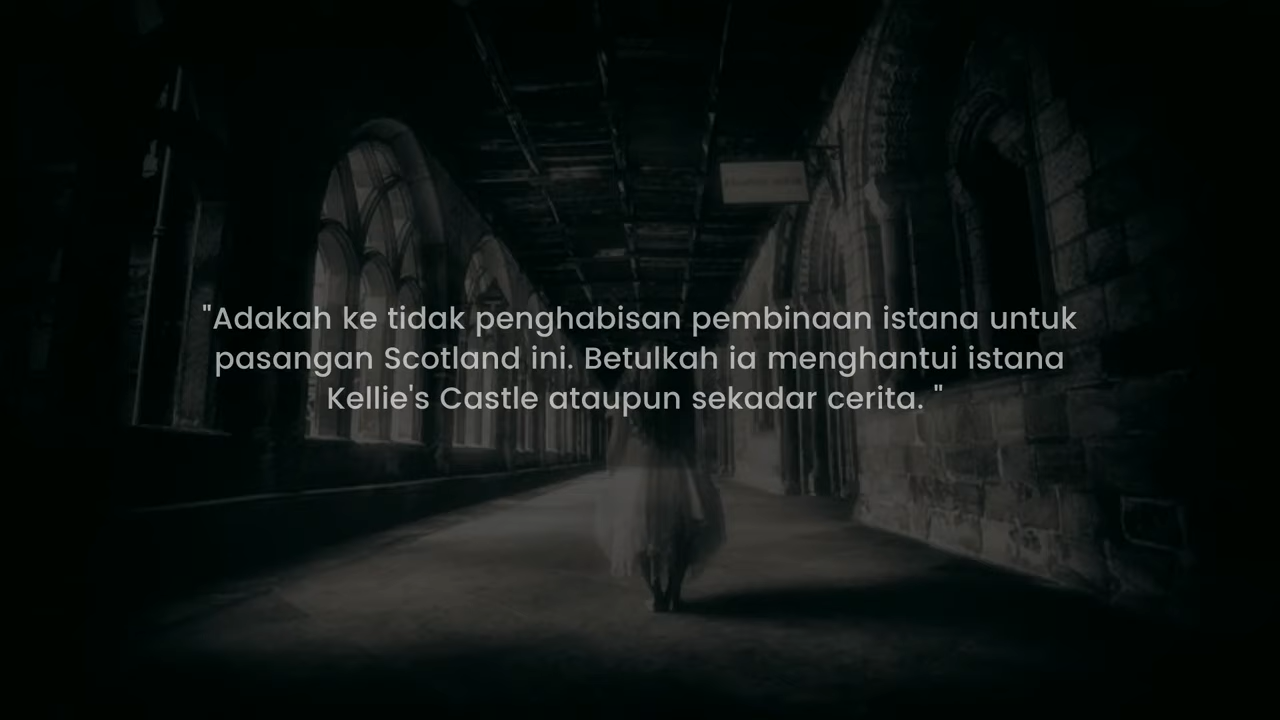 "Adakah ke tidak penghabisan pembinaan istana untuk
pasangan Scotland ini. Betulkah ia menghantui istana
Kellie's Castle ataupun sekadar cerita. "